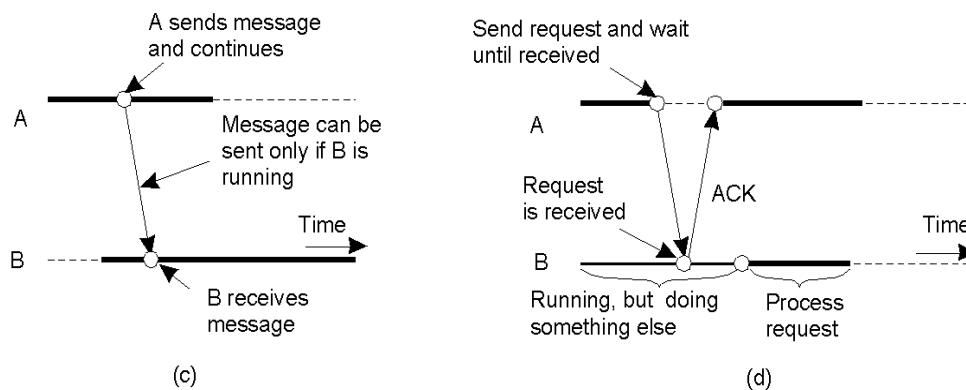 A sends message
and continues
A
Message can be
sent only if B is
running
Time
B
B receives
message
(c)
Send request and wait
until received
A
Request
is received
ACK
Time
B
Running, but doing
something else
Process
request
(d)